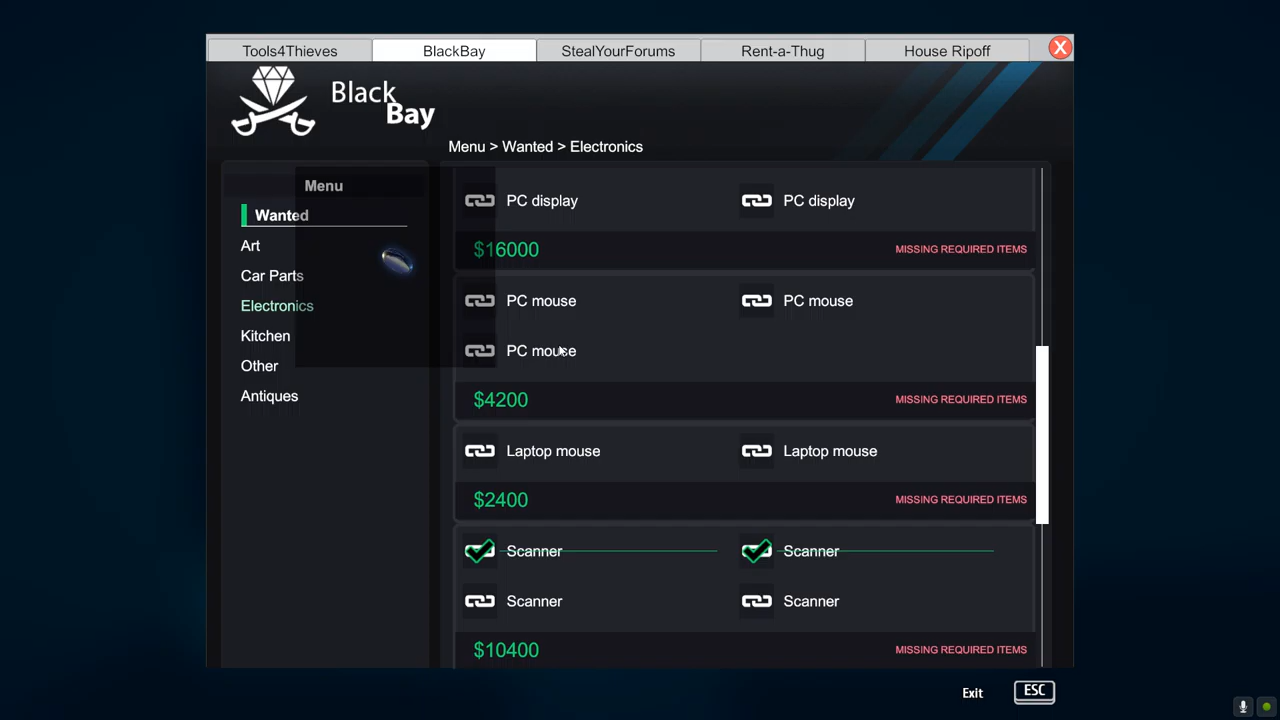 Tools4Thieves BlackBay StealYourForums Rent-a-Thug House Ripoff X
Black
Bay
Menu > Wanted > Electronics
Menu
Wanted
Art
Car Parts
Electronics
Kitchen
Other
Antiques
PC display PC display
$16000 MISSING REQUIRED ITEMS
PC mouse PC mouse
PC mouse
$4200 MISSING REQUIRED ITEMS
Laptop mouse Laptop mouse
$2400 MISSING REQUIRED ITEMS
Scanner Scanner
Scanner Scanner
$10400 MISSING REQUIRED ITEMS
Exit ESC